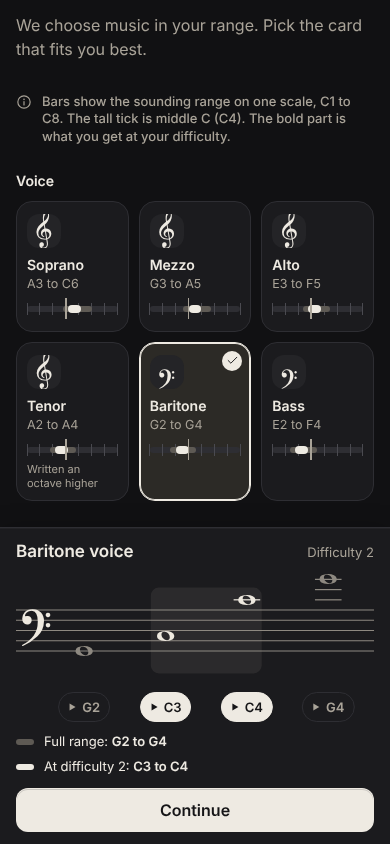 We choose music in your range. Pick the card
that fits you best.
Bars show the sounding range on one scale, C1 to
C8. The tall tick is middle C (C4). The bold part is
what you get at your difficulty.
Voice
Soprano
A3 to C6
Mezzo
G3 to A5
Alto
E3 to F5
Tenor
A2 to A4
Written an
octave higher
Baritone
G2 to G4
Bass
E2 to F4
Baritone voice
Difficulty 2
G2
C3
C4
G4
Full range: G2 to G4
At difficulty 2: C3 to C4
Continue